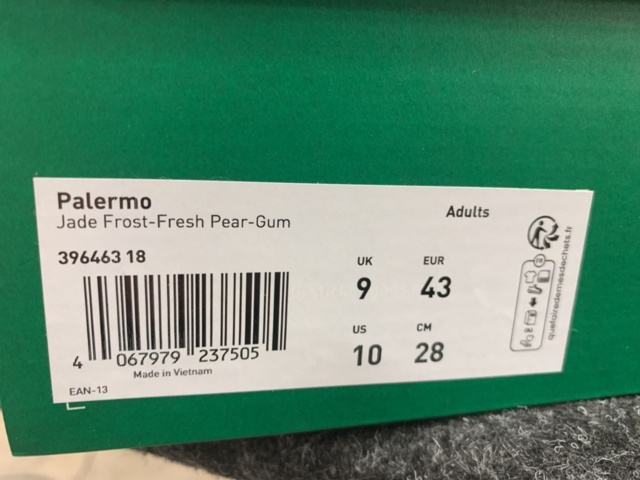 Palermo
Jade Frost-Fresh Pear-Gum
Adults
396463 18
UK EUR
9 43
US CM
10 28
4 067979 237505
Made in Vietnam
EAN-13
FR
quefairedemesdechets.fr